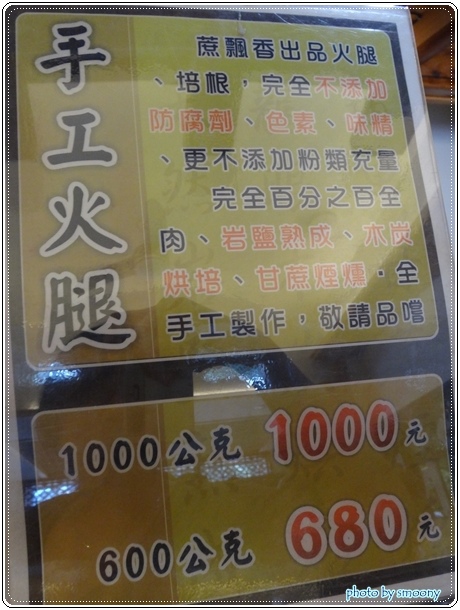 手工火腿
蔗飄香出品火腿
、培根，完全不添加
防腐劑、色素、味精
、更不添加粉類充量
完全百分之百全
肉、岩鹽熟成、木炭
烘培、甘蔗煙燻．全
手工製作，敬請品嚐
1000公克 1000元
600公克 680元
photo by smoony